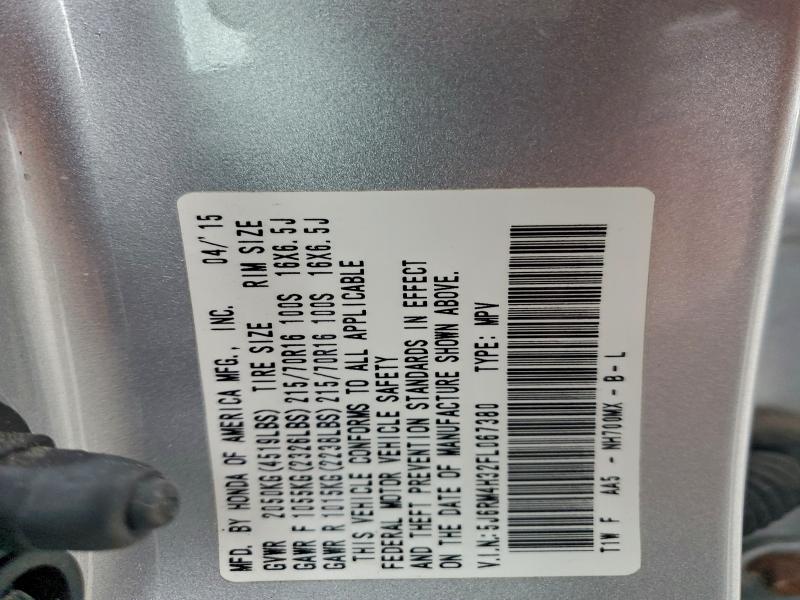 MFD. BY HONDA OF AMERICA MFG., INC. 04/'15
GVWR 2050KG(4519LBS) TIRE SIZE RIM SIZE
GAWR F 1055KG(2326LBS)215/70R16 100S 16X6.5J
GAWR R 1015KG(2238LBS)215/70R16 100S 16X6.5J
THIS VEHICLE CONFORMS TO ALL APPLICABLE
FEDERAL MOTOR VEHICLE SAFETY
AND THEFT PREVENTION STANDARDS IN EFFECT
ON THE DATE OF MANUFACTURE SHOWN ABOVE.
V.I.N:5J6RM4H32FL067380 TYPE: MPV
T1W F AA5 - NH700MX - B - L